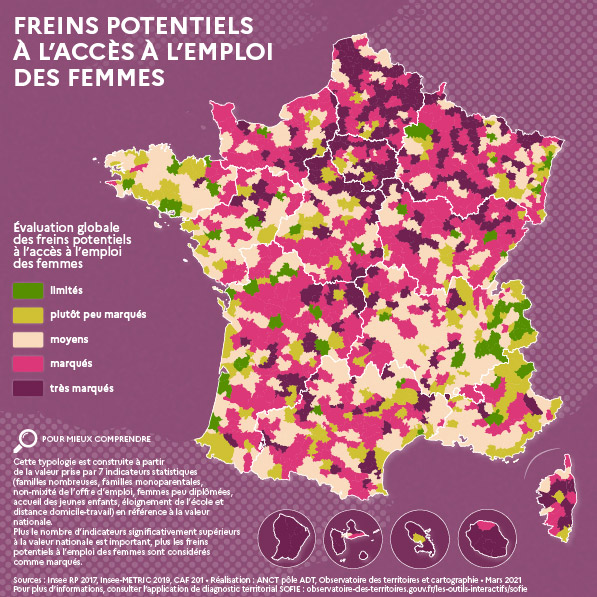 FREINS POTENTIELS
À L'ACCÈS À L'EMPLOI
DES FEMMES
Évaluation globale
des freins potentiels
à l'accès à l'emploi
des femmes
limités
plutôt peu marqués
moyens
marqués
très marqués
POUR MIEUX COMPRENDRE
Cette typologie est construite à partir
de la valeur prise par 7 indicateurs statistiques
(familles nombreuses, familles monoparentales,
non-mixité de l'offre d'emploi, femmes peu diplômées,
accueil des jeunes enfants, éloignement de l'école et
distance domicile-travail) en référence à la valeur
nationale.
Plus le nombre d'indicateurs significativement supérieurs
à la valeur nationale est important, plus les freins
potentiels à l'emploi des femmes sont considérés
comme marqués.
Sources : Insee RP 2017, Insee-METRIC 2019, CAF 201 • Réalisation : ANCT pôle ADT, Observatoire des territoires et cartographie • Mars 2021
Pour plus d'informations, consulter l'application de diagnostic territorial SOFIE : observatoire-des-territoires.gouv.fr/les-outils-interactifs/sofie